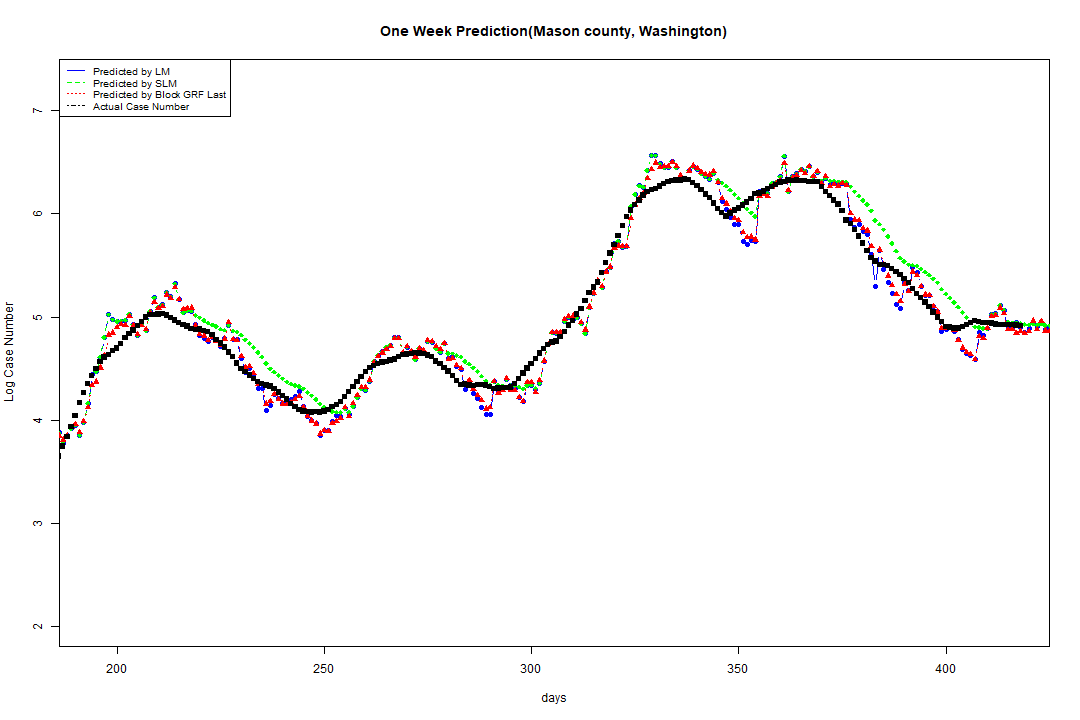 One Week Prediction(Mason county, Washington)
Predicted by LM
Predicted by SLM
Predicted by Block GRF Last
Actual Case Number
7
6
5
4
3
2
Log Case Number
200 250 300 350 400
days